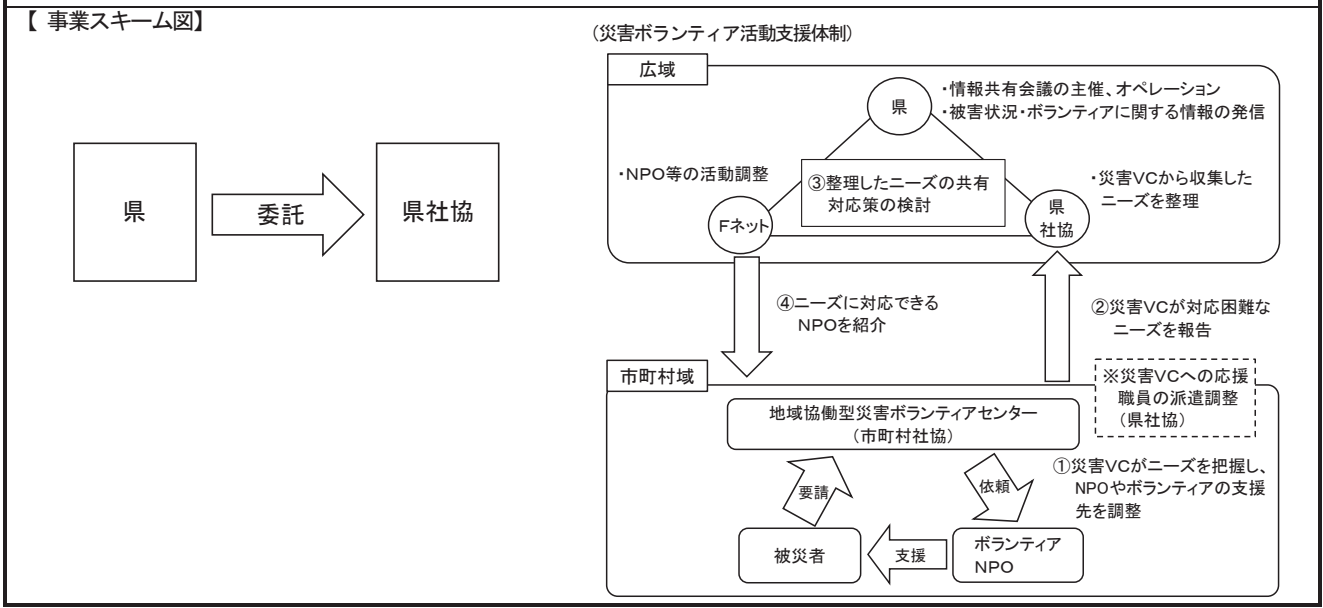 【 事業スキーム図】
県
委託
県社協
(災害ボランティア活動支援体制)
広域
県
・情報共有会議の主催、オペレーション
・被害状況・ボランティアに関する情報の発信
・NPO等の活動調整
③整理したニーズの共有
対応策の検討
・災害VCから収集した
ニーズを整理
Fネット
県
社協
④ニーズに対応できる
NPOを紹介
②災害VCが対応困難な
ニーズを報告
市町村域
※災害VCへの応援
職員の派遣調整
(県社協)
地域協働型災害ボランティアセンター
(市町村社協)
①災害VCがニーズを把握し、
NPOやボランティアの支援
先を調整
要請
依頼
被災者
支援
ボランティア
NPO